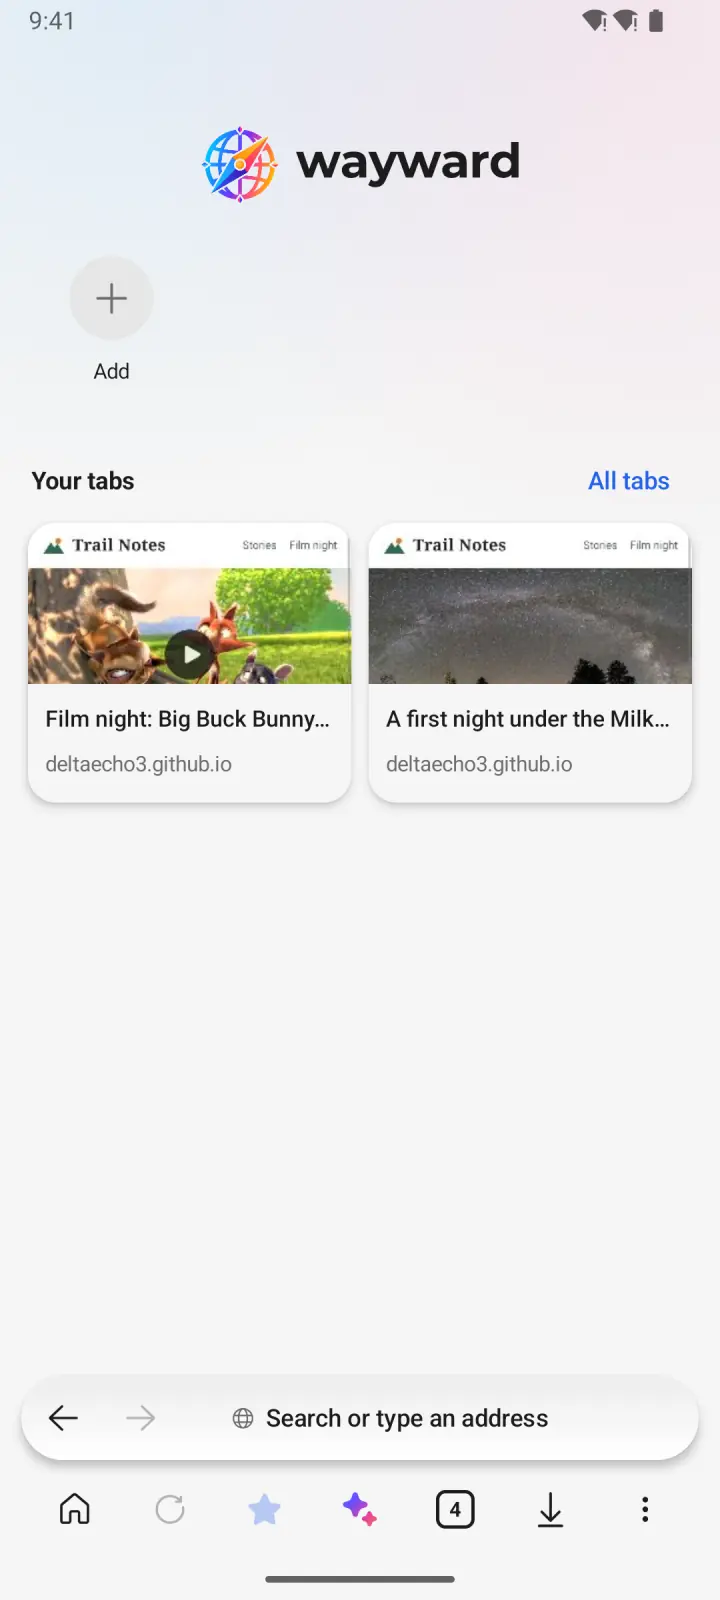 9:41
wayward
Add
Your tabs
All tabs
Trail Notes
Stories
Film night
Trail Notes
Stories
Film night
Film night: Big Buck Bunny...
deltaecho3.github.io
A first night under the Milk...
deltaecho3.github.io
Search or type an address
4